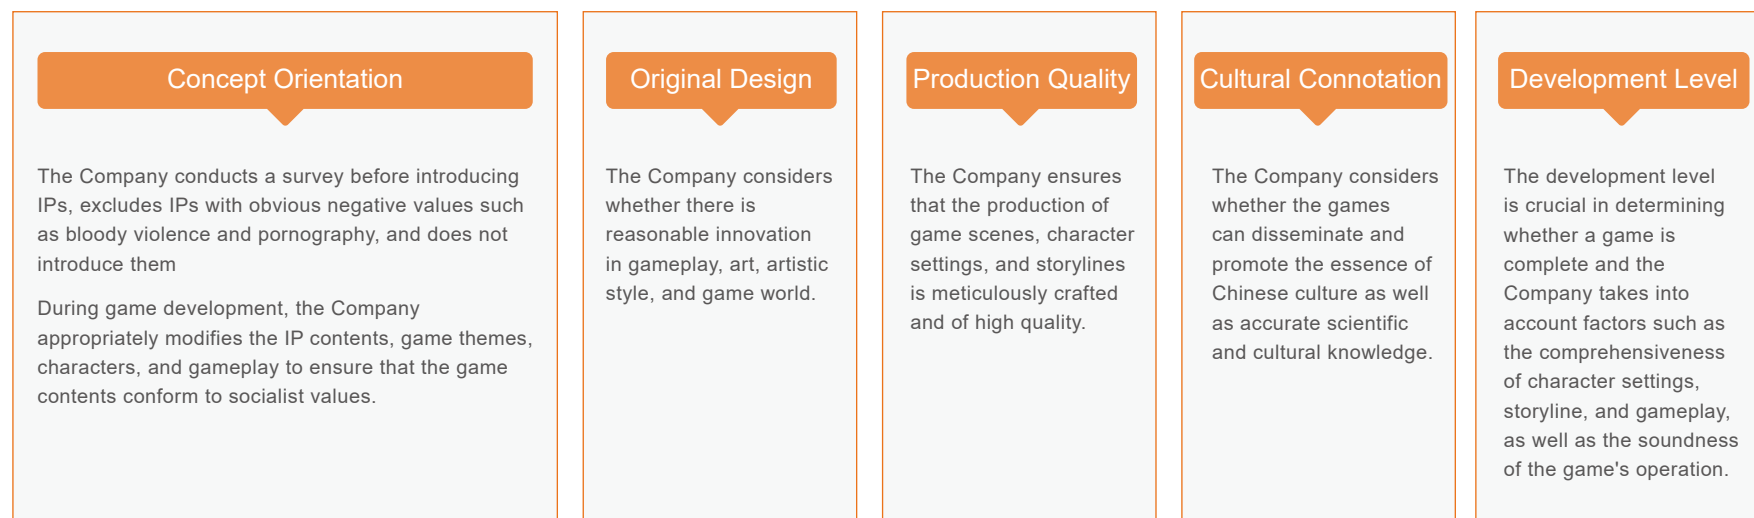 Concept Orientation
The Company conducts a survey before introducing
IPs, excludes IPs with obvious negative values such
as bloody violence and pornography, and does not
introduce them
During game development, the Company
appropriately modifies the IP contents, game themes,
characters, and gameplay to ensure that the game
contents conform to socialist values.
Original Design
The Company considers
whether there is
reasonable innovation
in gameplay, art, artistic
style, and game world.
Production Quality
The Company ensures
that the production of
game scenes, character
settings, and storylines
is meticulously crafted
and of high quality.
Cultural Connotation
The Company considers
whether the games
can disseminate and
promote the essence of
Chinese culture as well
as accurate scientific
and cultural knowledge.
Development Level
The development level
is crucial in determining
whether a game is
complete and the
Company takes into
account factors such as
the comprehensiveness
of character settings,
storyline, and gameplay,
as well as the soundness
of the game's operation.